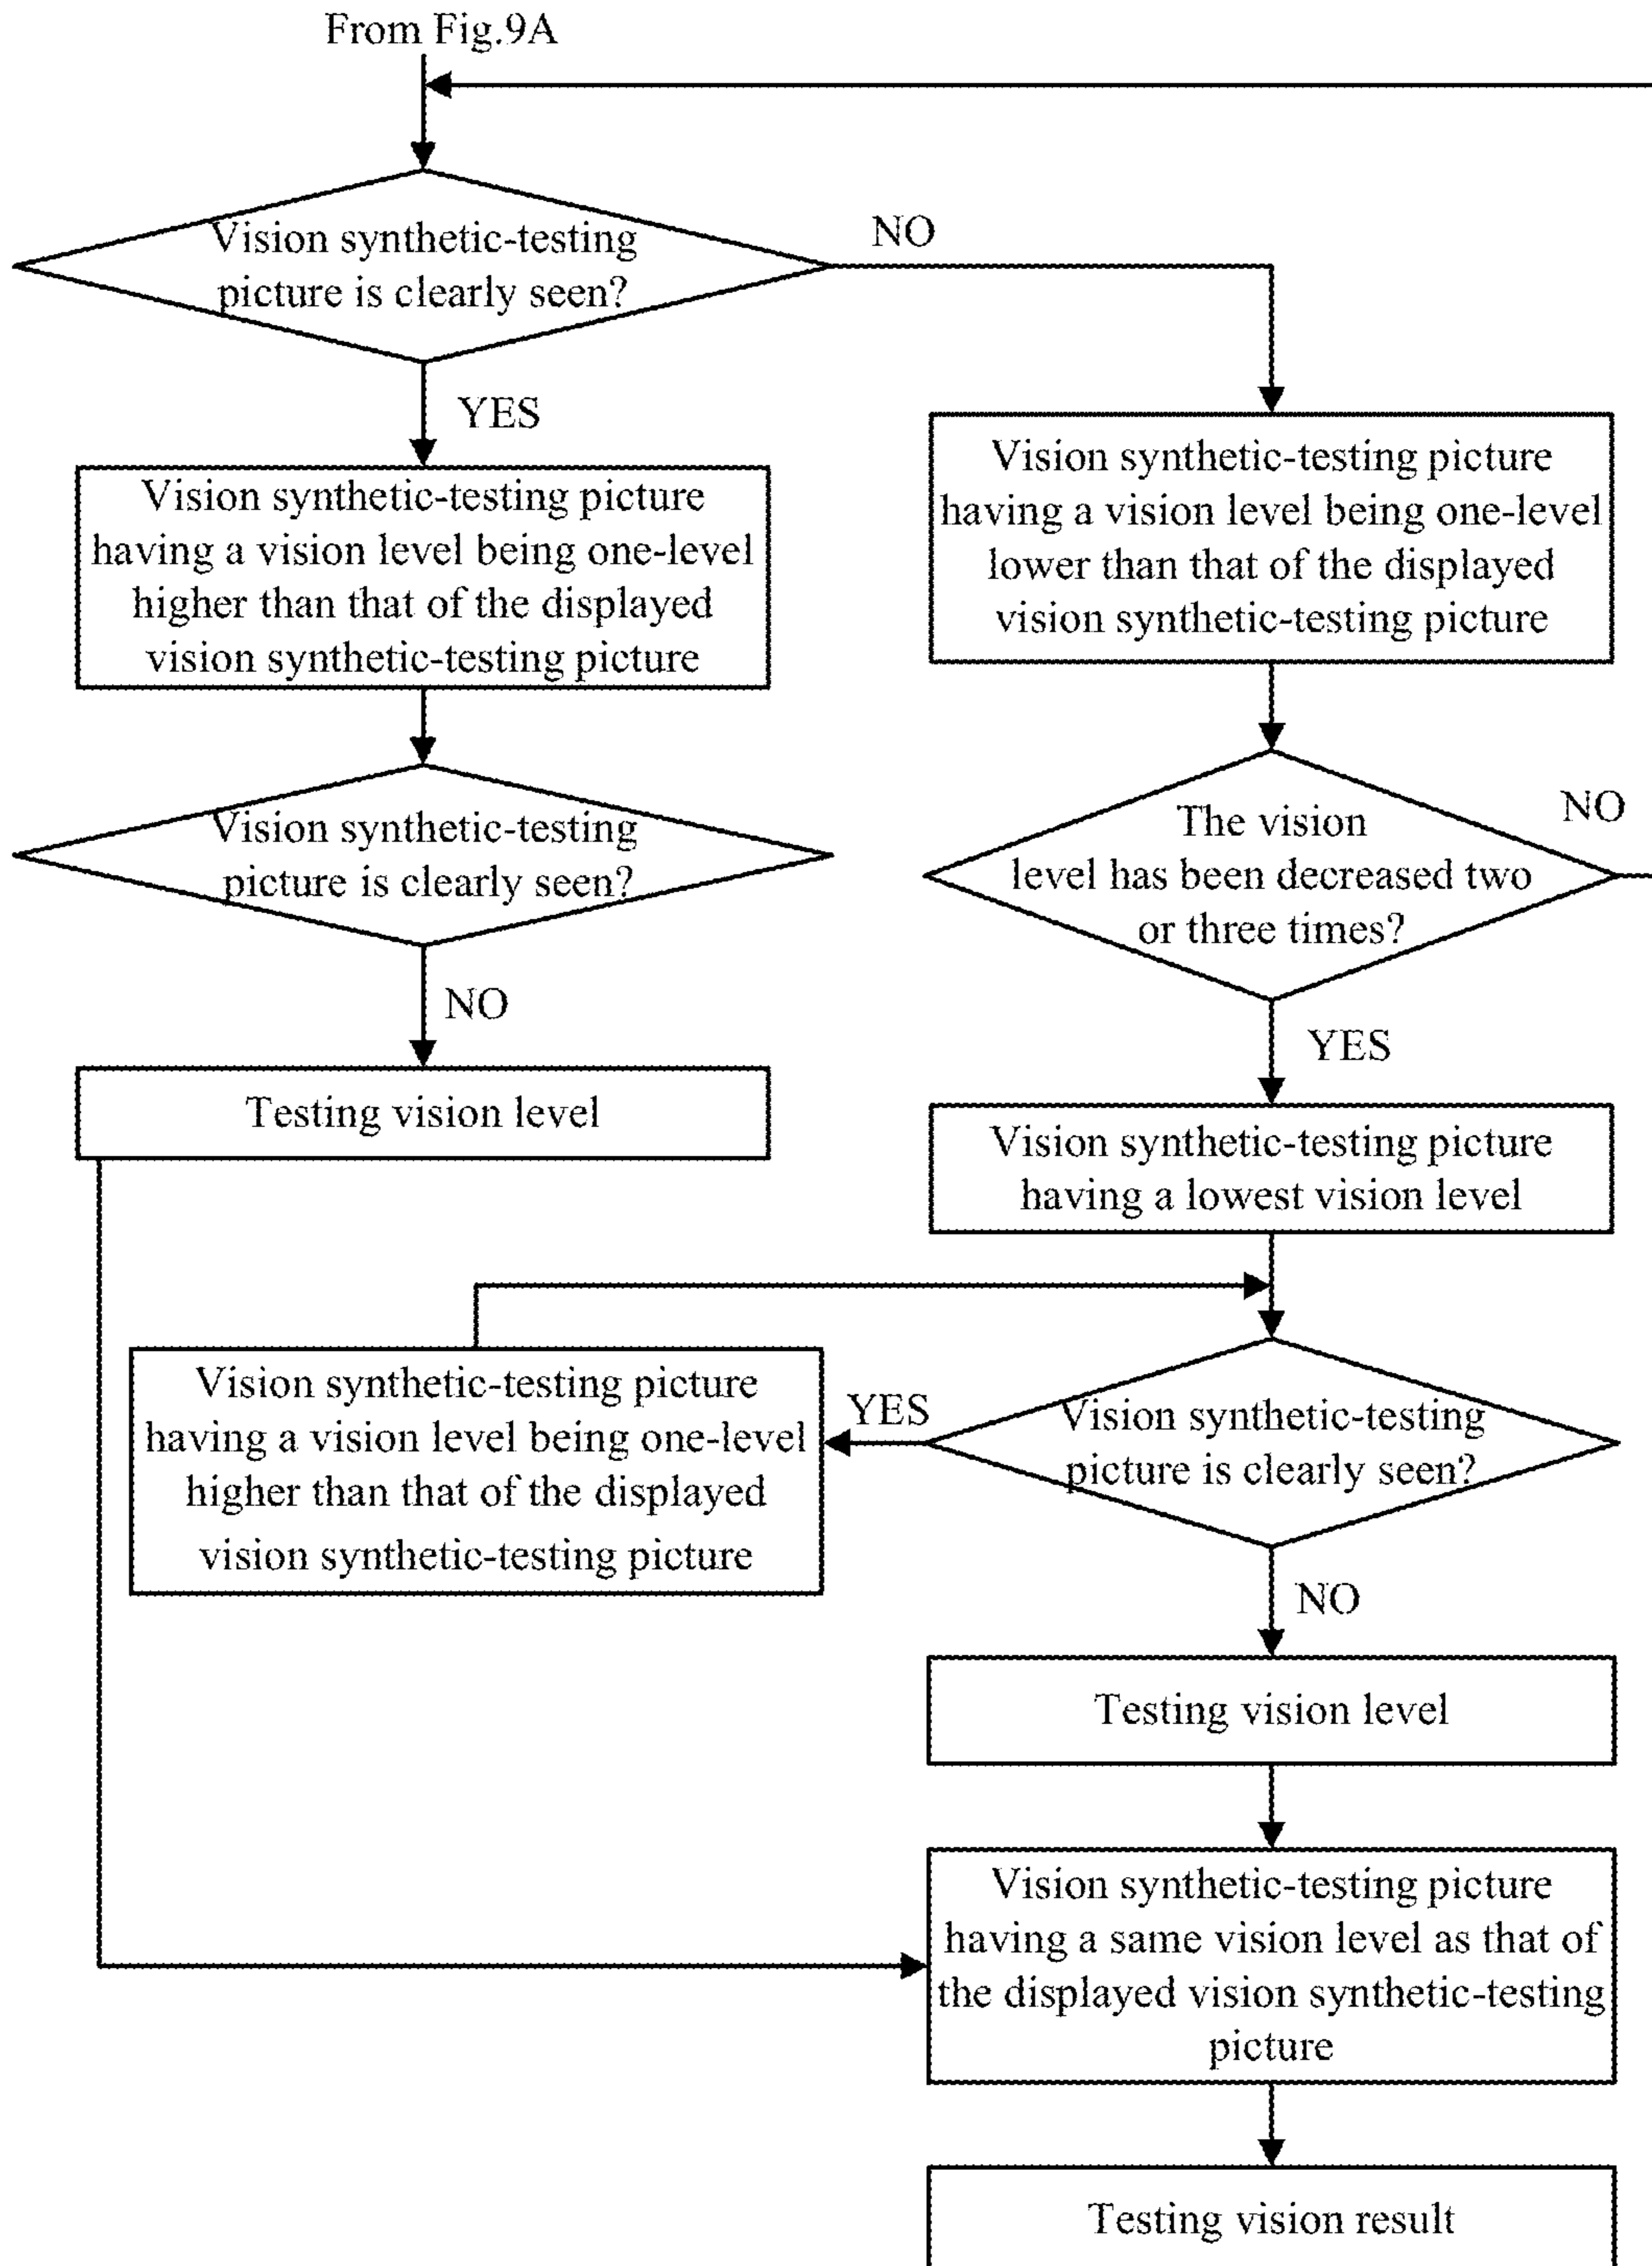 From Fig.9A
Vision synthetic-testing
picture is clearly seen?
NO
YES
Vision synthetic-testing picture
having a vision level being one-level
higher than that of the displayed
vision synthetic-testing picture
Vision synthetic-testing picture
having a vision level being one-level
lower than that of the displayed
vision synthetic-testing picture
Vision synthetic-testing
picture is clearly seen?
The vision
level has been decreased two
or three times?
NO
NO
YES
Testing vision level
Vision synthetic-testing picture
having a lowest vision level
Vision synthetic-testing picture
having a vision level being one-level
higher than that of the displayed
vision synthetic-testing picture
YES
Vision synthetic-testing
picture is clearly seen?
NO
Testing vision level
Vision synthetic-testing picture
having a same vision level as that of
the displayed vision synthetic-testing
picture
Testing vision result